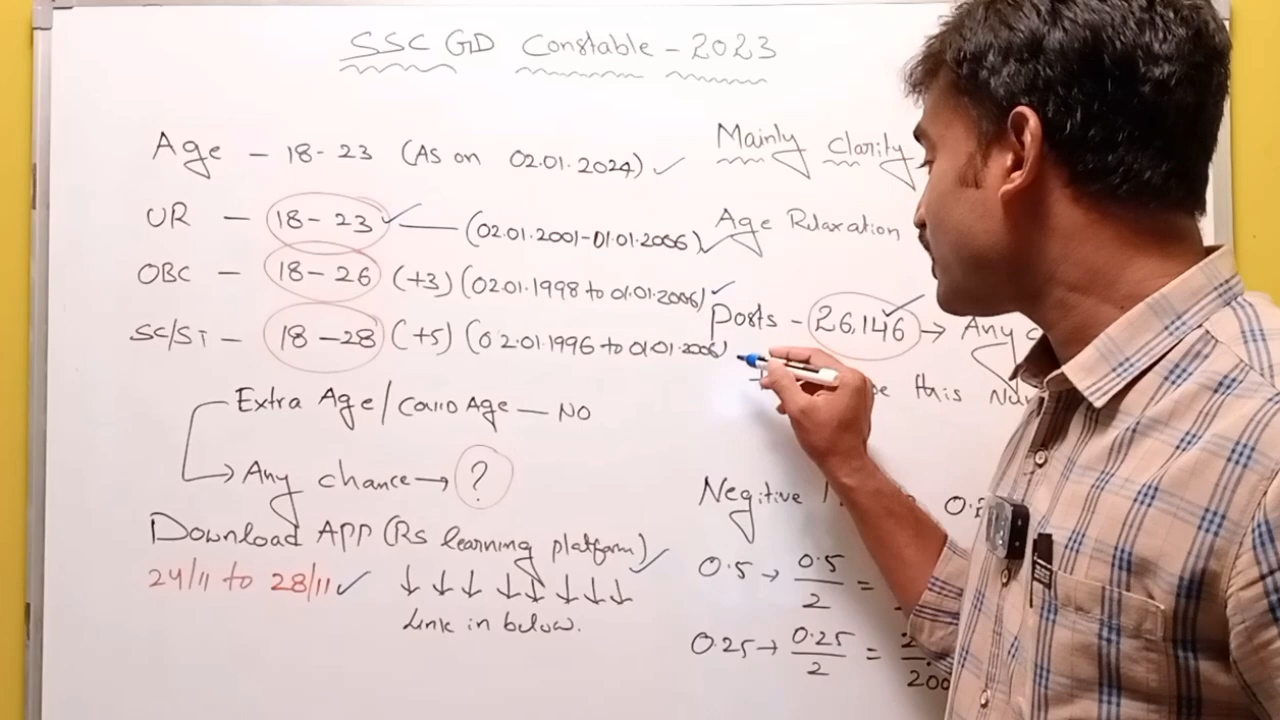 SSC GD Constable - 2023
Age - 18-23 (As on 02.01.2024) ✓
UR - 18-23 ✓ — (02.01.2001-01.01.2006) ✓
OBC - 18-26 (+3) (02.01.1998 to 01.01.2006) ✓
SC/ST - 18-28 (+5) (02.01.1996 to 01.01.2006)
Extra Age/ Age - NO
→ Any chance → ?
Download APP (Rs learning platform) ✓
24/11 to 28/11 ✓ ↓ ↓ ↓ ↓ ↓ ↓ ↓ ↓
Link in below.
Mainly Clarity
Age Relaxation
Posts - 26,146 ✓ → Any
this
Negitive
0.5 → 0.5/2 =
0.25 → 0.25/2 =